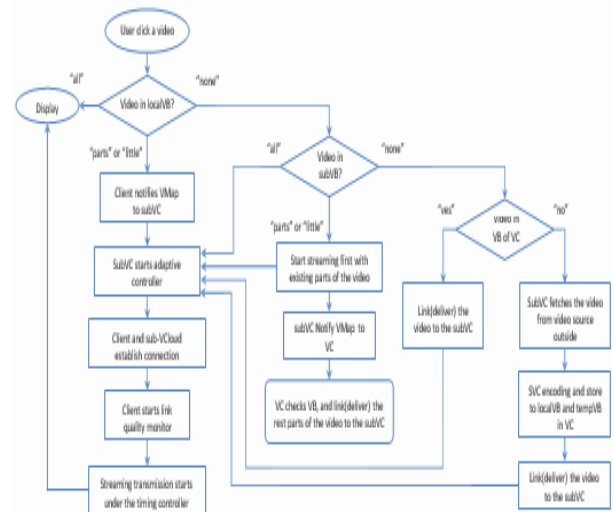 User click a video
"all"
"none"
Display
Video in localVB?
"parts" or "little"
"all"
Video in
subVB?
"none"
Client notifies VMap
to subVC
"parts" or "little"
"yes"
video in
VB of VC
"no"
SubVC starts adaptive
controller
Start streaming first with
existing parts of the video
Link(deliver) the
video to the subVC
SubVC fetches the video
from video source
outside
Client and sub-VCloud
establish connection
subVC Notify VMap to
VC
Client starts link
quality monitor
VC checks VB, and link(deliver) the
rest parts of the video to the subVC
SVC encoding and store
to localVB and tempVB
in VC
Streaming transmission starts
under the timing controller
Link(deliver) the video
to the subVC